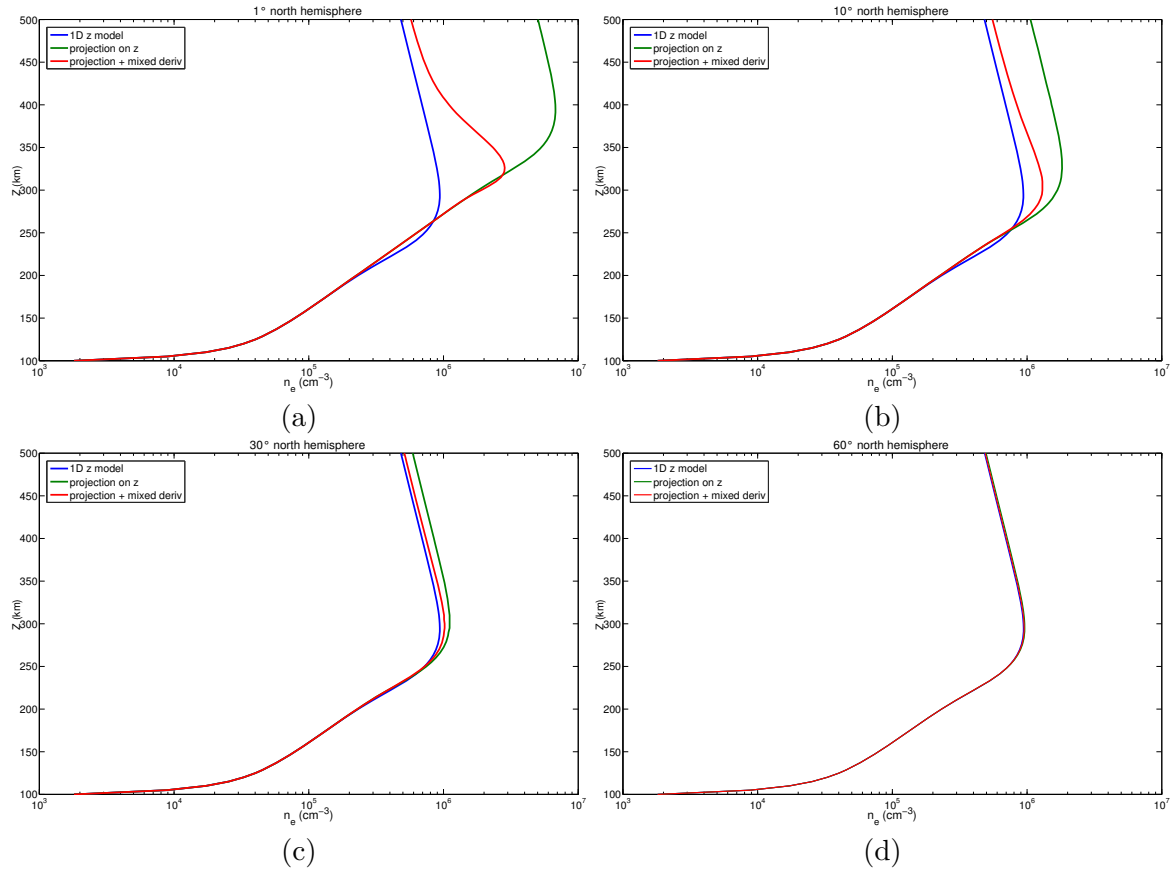 1° north hemisphere
500
450
400
350
300
250
200
150
100
Z (km)
1D z model
projection on z
projection + mixed deriv
10³
10⁴
10⁵
10⁶
10⁷
nₑ (cm⁻³)
(a)
10° north hemisphere
500
450
400
350
300
250
200
150
100
Z (km)
1D z model
projection on z
projection + mixed deriv
10³
10⁴
10⁵
10⁶
10⁷
nₑ (cm⁻³)
(b)
30° north hemisphere
500
450
400
350
300
250
200
150
100
Z (km)
1D z model
projection on z
projection + mixed deriv
10³
10⁴
10⁵
10⁶
10⁷
nₑ (cm⁻³)
(c)
60° north hemisphere
500
450
400
350
300
250
200
150
100
Z (km)
1D z model
projection on z
projection + mixed deriv
10³
10⁴
10⁵
10⁶
10⁷
nₑ (cm⁻³)
(d)